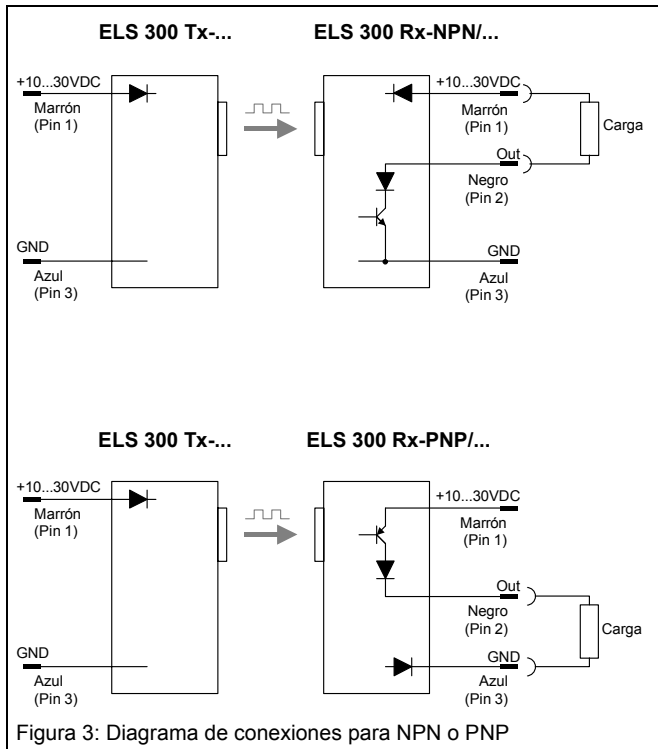 ELS 300 Tx-...
ELS 300 Rx-NPN/...
+10...30VDC
Marrón
(Pin 1)
GND
Azul
(Pin 3)
+10...30VDC
Marrón
(Pin 1)
Carga
Out
Negro
(Pin 2)
GND
Azul
(Pin 3)
ELS 300 Tx-...
ELS 300 Rx-PNP/...
+10...30VDC
Marrón
(Pin 1)
GND
Azul
(Pin 3)
+10...30VDC
Marrón
(Pin 1)
Out
Negro
(Pin 2)
Carga
GND
Azul
(Pin 3)
Figura 3: Diagrama de conexiones para NPN o PNP